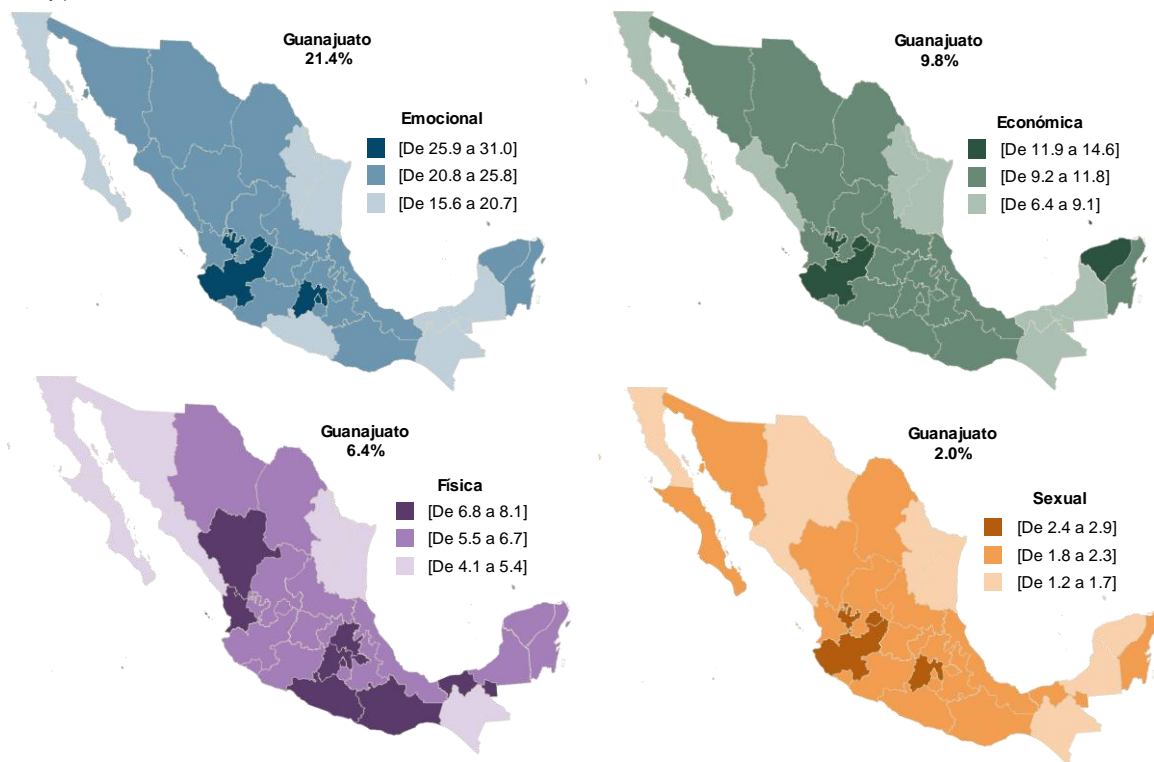 Guanajuato
21.4%
Emocional
[De 25.9 a 31.0]
[De 20.8 a 25.8]
[De 15.6 a 20.7]
Guanajuato
9.8%
Económica
[De 11.9 a 14.6]
[De 9.2 a 11.8]
[De 6.4 a 9.1]
Guanajuato
6.4%
Física
[De 6.8 a 8.1]
[De 5.5 a 6.7]
[De 4.1 a 5.4]
Guanajuato
2.0%
Sexual
[De 2.4 a 2.9]
[De 1.8 a 2.3]
[De 1.2 a 1.7]